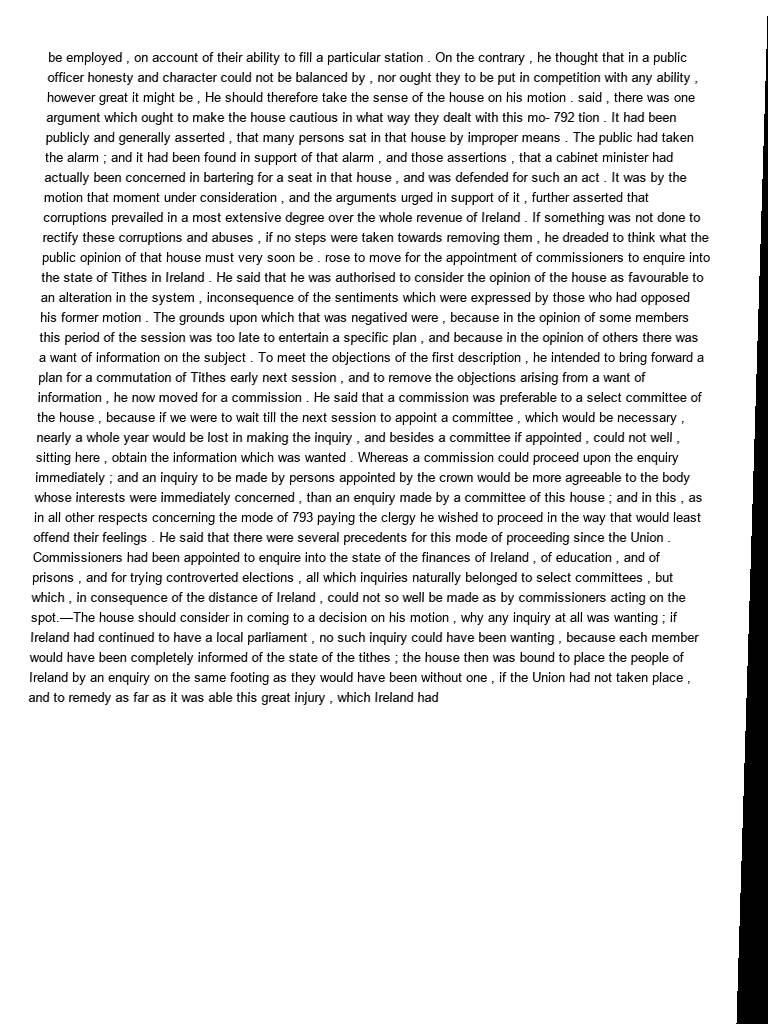 be employed , on account of their ability to fill a particular station . On the contrary , he thought that in a public
officer honesty and character could not be balanced by , nor ought they to be put in competition with any ability ,
however great it might be , He should therefore take the sense of the house on his motion . said , there was one
argument which ought to make the house cautious in what way they dealt with this mo- 792 tion . It had been
publicly and generally asserted , that many persons sat in that house by improper means . The public had taken
the alarm ; and it had been found in support of that alarm , and those assertions , that a cabinet minister had
actually been concerned in bartering for a seat in that house , and was defended for such an act . It was by the
motion that moment under consideration , and the arguments urged in support of it , further asserted that
corruptions prevailed in a most extensive degree over the whole revenue of Ireland . If something was not done to
rectify these corruptions and abuses , if no steps were taken towards removing them , he dreaded to think what the
public opinion of that house must very soon be . rose to move for the appointment of commissioners to enquire into
the state of Tithes in Ireland . He said that he was authorised to consider the opinion of the house as favourable to
an alteration in the system , inconsequence of the sentiments which were expressed by those who had opposed
his former motion . The grounds upon which that was negatived were , because in the opinion of some members
this period of the session was too late to entertain a specific plan , and because in the opinion of others there was
a want of information on the subject . To meet the objections of the first description , he intended to bring forward a
plan for a commutation of Tithes early next session , and to remove the objections arising from a want of
information , he now moved for a commission . He said that a commission was preferable to a select committee of
the house , because if we were to wait till the next session to appoint a committee , which would be necessary ,
nearly a whole year would be lost in making the inquiry , and besides a committee if appointed , could not well ,
sitting here , obtain the information which was wanted . Whereas a commission could proceed upon the enquiry
immediately ; and an inquiry to be made by persons appointed by the crown would be more agreeable to the body
whose interests were immediately concerned , than an enquiry made by a committee of this house ; and in this , as
in all other respects concerning the mode of 793 paying the clergy he wished to proceed in the way that would least
offend their feelings . He said that there were several precedents for this mode of proceeding since the Union .
Commissioners had been appointed to enquire into the state of the finances of Ireland , of education , and of
prisons , and for trying controverted elections , all which inquiries naturally belonged to select committees , but
which , in consequence of the distance of Ireland , could not so well be made as by commissioners acting on the
spot.—The house should consider in coming to a decision on his motion , why any inquiry at all was wanting ; if
Ireland had continued to have a local parliament , no such inquiry could have been wanting , because each member
would have been completely informed of the state of the tithes ; the house then was bound to place the people of
Ireland by an enquiry on the same footing as they would have been without one , if the Union had not taken place ,
and to remedy as far as it was able this great injury , which Ireland had